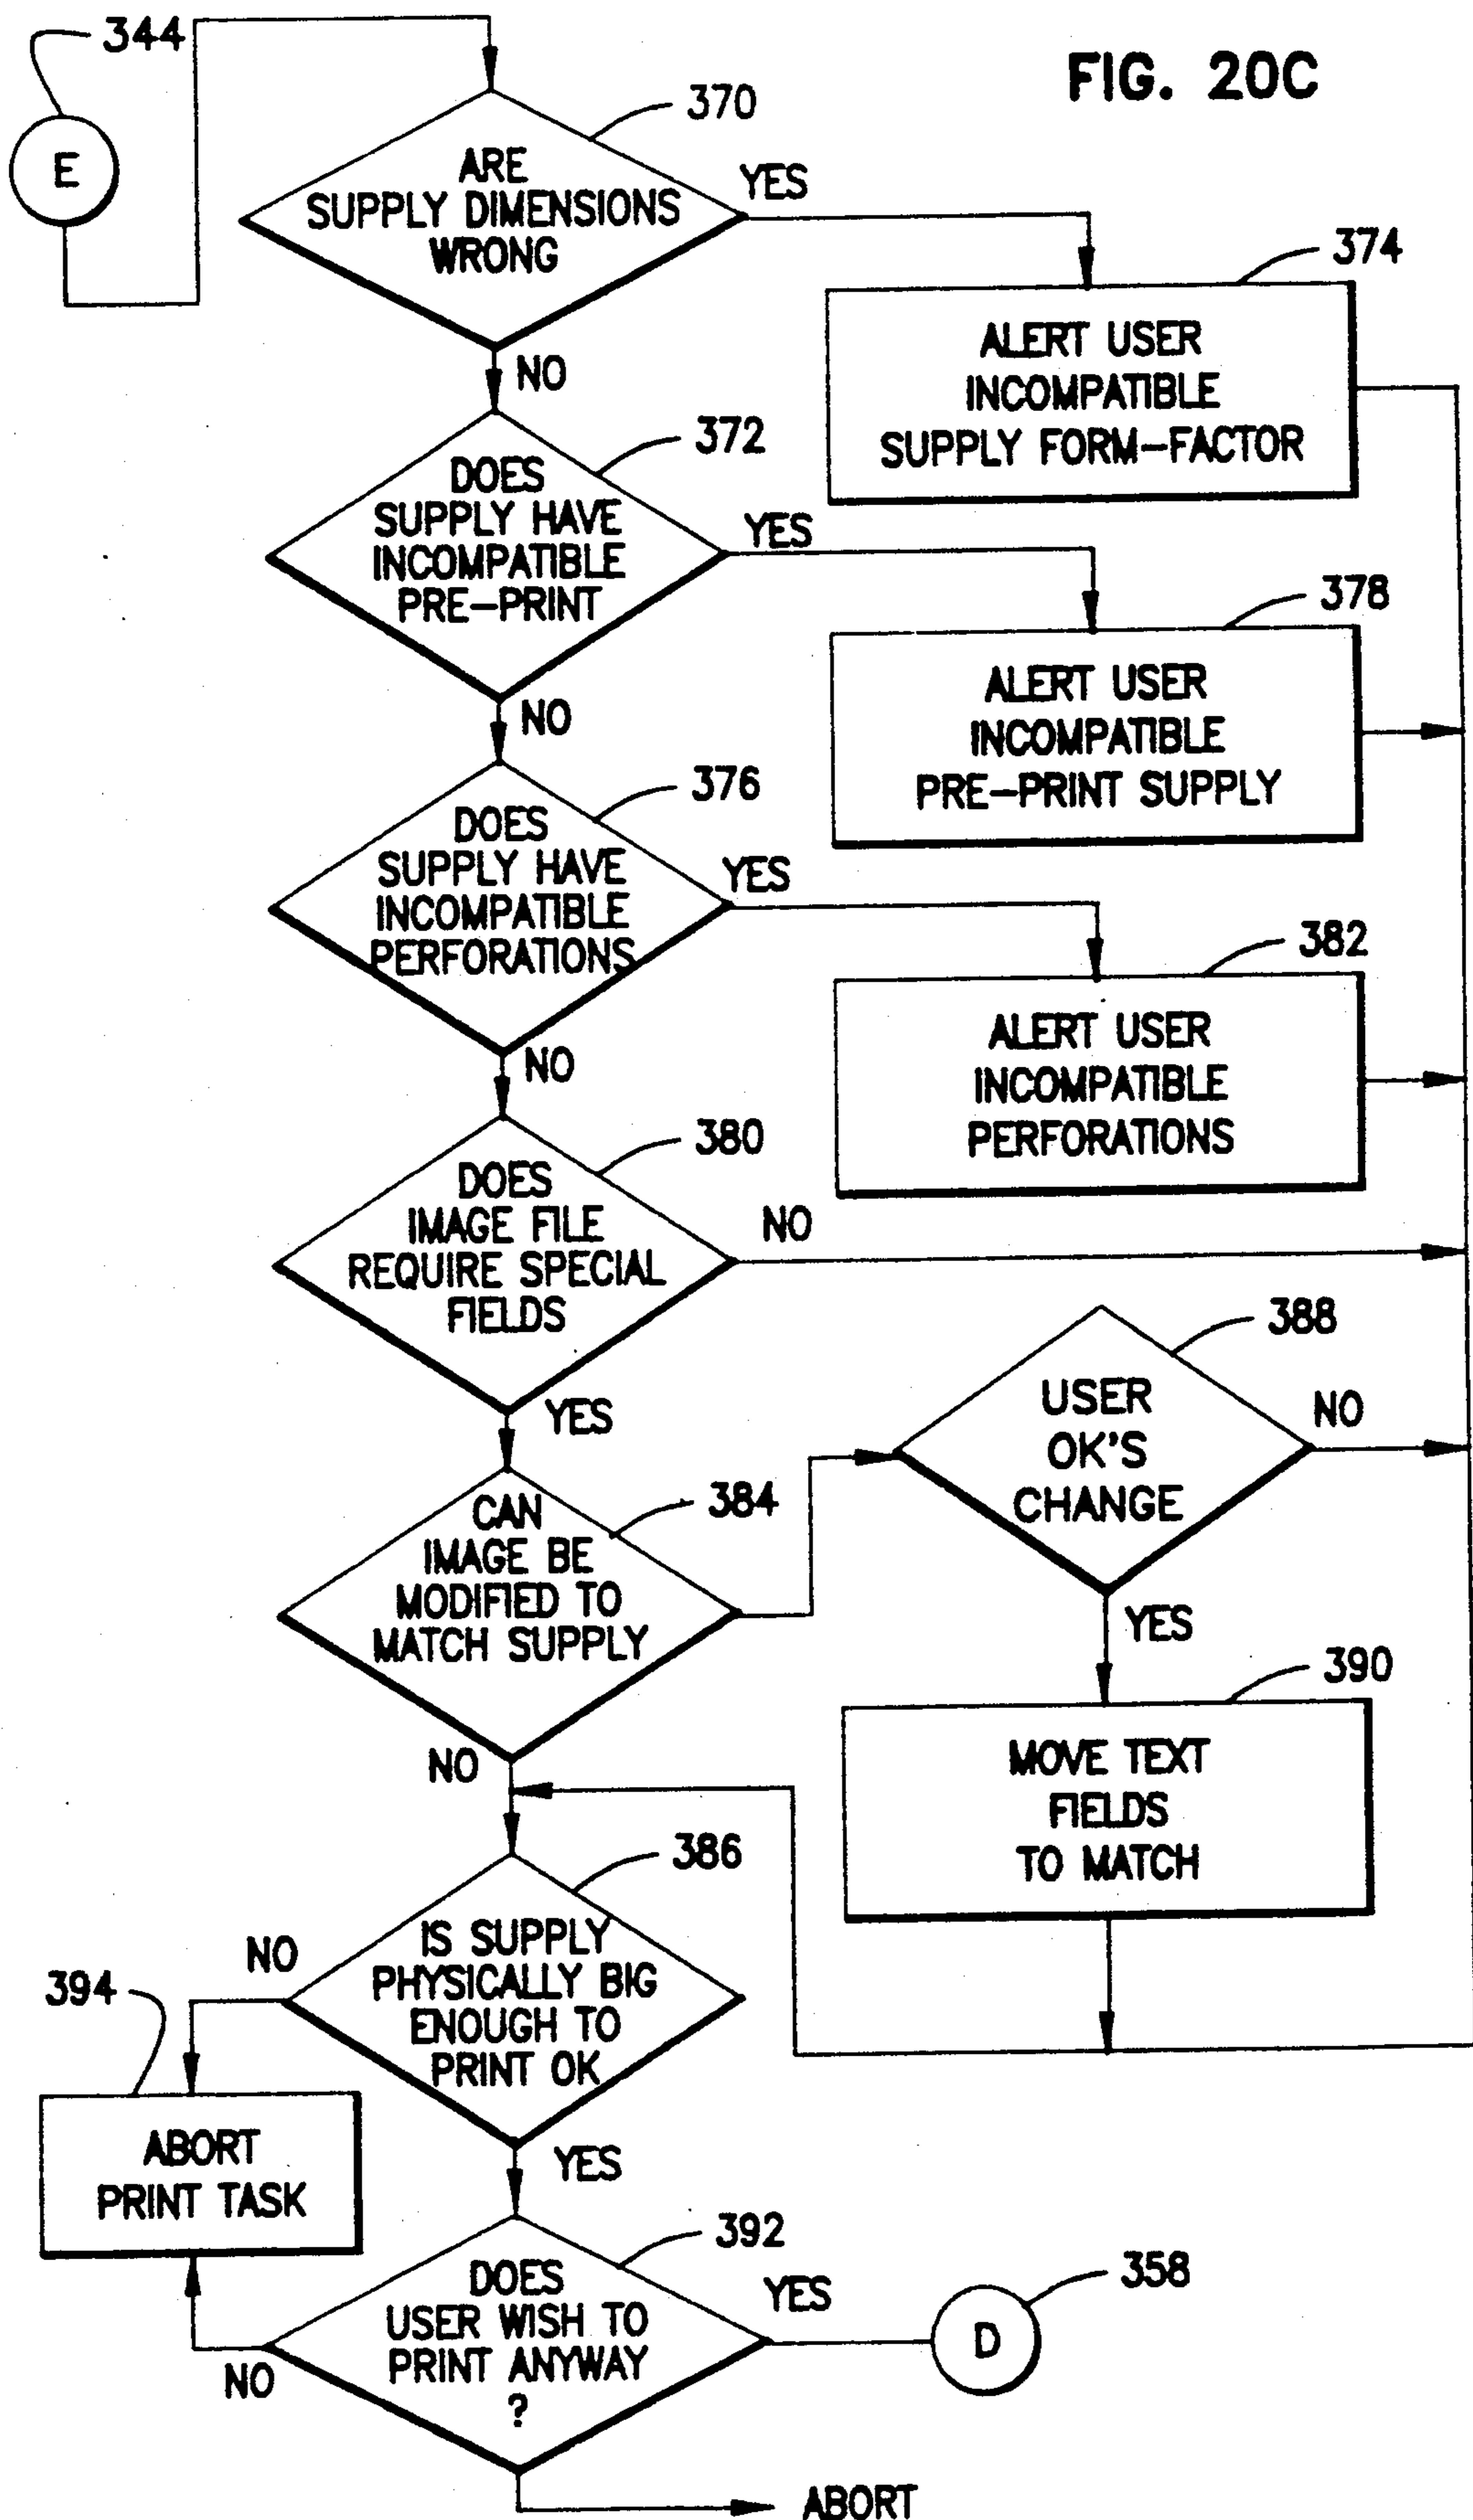 344
FIG. 20C
E
370
ARE
SUPPLY DIMENSIONS
WRONG
YES
374
NO
ALERT USER
INCOMPATIBLE
SUPPLY FORM-FACTOR
372
DOES
SUPPLY HAVE
INCOMPATIBLE
PRE-PRINT
YES
378
NO
ALERT USER
INCOMPATIBLE
PRE-PRINT SUPPLY
376
DOES
SUPPLY HAVE
INCOMPATIBLE
PERFORATIONS
YES
382
NO
ALERT USER
INCOMPATIBLE
PERFORATIONS
380
DOES
IMAGE FILE
REQUIRE SPECIAL
FIELDS
NO
YES
388
USER
OK'S
CHANGE
NO
YES
384
CAN
IMAGE BE
MODIFIED TO
MATCH SUPPLY
NO
390
MOVE TEXT
FIELDS
TO MATCH
386
IS SUPPLY
PHYSICALLY BIG
ENOUGH TO
PRINT OK
NO
394
ABORT
PRINT TASK
YES
392
DOES
USER WISH TO
PRINT ANYWAY
?
YES
358
D
NO
ABORT